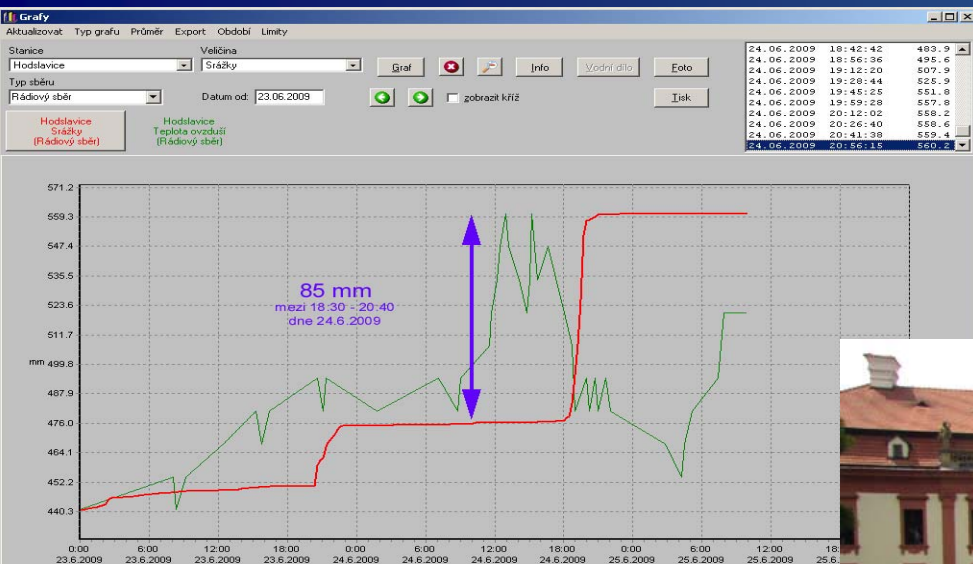 Grafy
Aktualizovat Typ grafu Průměr Export Období Limity
Stanice
Hodslavice
Veličina
Srážky
Graf
Info
Vodní dílo
Foto
Typ sběru
Rádiový sběr
Datum od: 23.06.2009
zobrazit kříž
Tisk
24.06.2009 18:42:42 483.9
24.06.2009 18:56:36 495.6
24.06.2009 19:12:20 507.9
24.06.2009 19:28:44 525.9
24.06.2009 19:45:25 551.8
24.06.2009 19:59:28 557.8
24.06.2009 20:12:02 558.2
24.06.2009 20:26:40 558.6
24.06.2009 20:41:38 559.4
24.06.2009 20:56:15 560.2
Hodslavice
Srážky
(Rádiový sběr)
Hodslavice
Teplota ovzduší
(Rádiový sběr)
571.2
559.3
547.4
535.5
523.6
511.7
mm 499.8
487.9
476.0
464.1
452.2
440.3
85 mm
mezi 18:30 - 20:40
dne 24.6.2009
0:00 6:00 12:00 18:00 0:00 6:00 12:00 18:00 0:00 6:00 12:00 18:
23.6.2009 23.6.2009 23.6.2009 23.6.2009 24.6.2009 24.6.2009 24.6.2009 24.6.2009 25.6.2009 25.6.2009 25.6.2009 25.6.